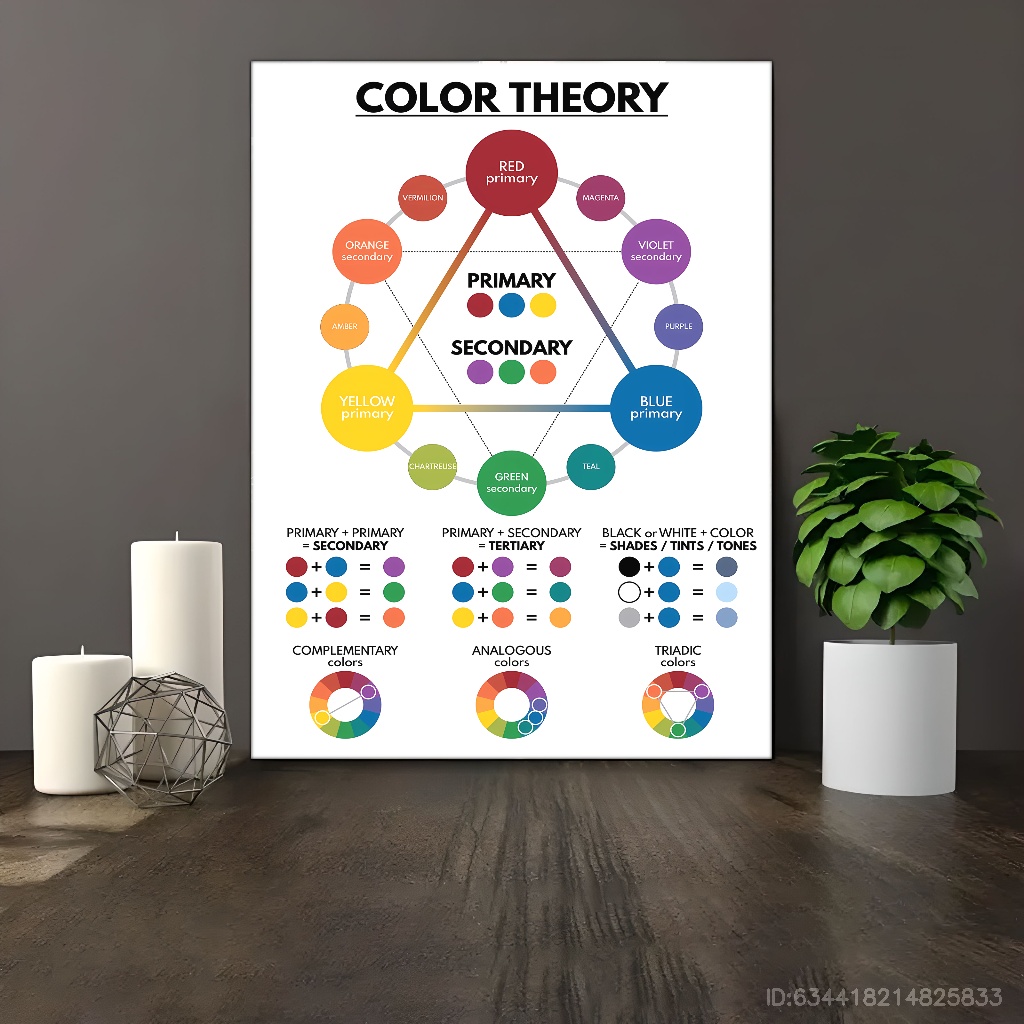 COLOR THEORY
RED
primary
VERMILION
MAGENTA
ORANGE
secondary
VIOLET
secondary
PRIMARY
AMBER
PURPLE
SECONDARY
YELLOW
primary
BLUE
primary
CHARTREUSE
GREEN
secondary
TEAL
PRIMARY + PRIMARY
= SECONDARY
+ =
+ =
+ =
PRIMARY + SECONDARY
= TERTIARY
+ =
+ =
+ =
BLACK or WHITE + COLOR
= SHADES / TINTS / TONES
+ =
+ =
+ =
COMPLEMENTARY
colors
ANALOGOUS
colors
TRIADIC
colors
ID:634418214825833